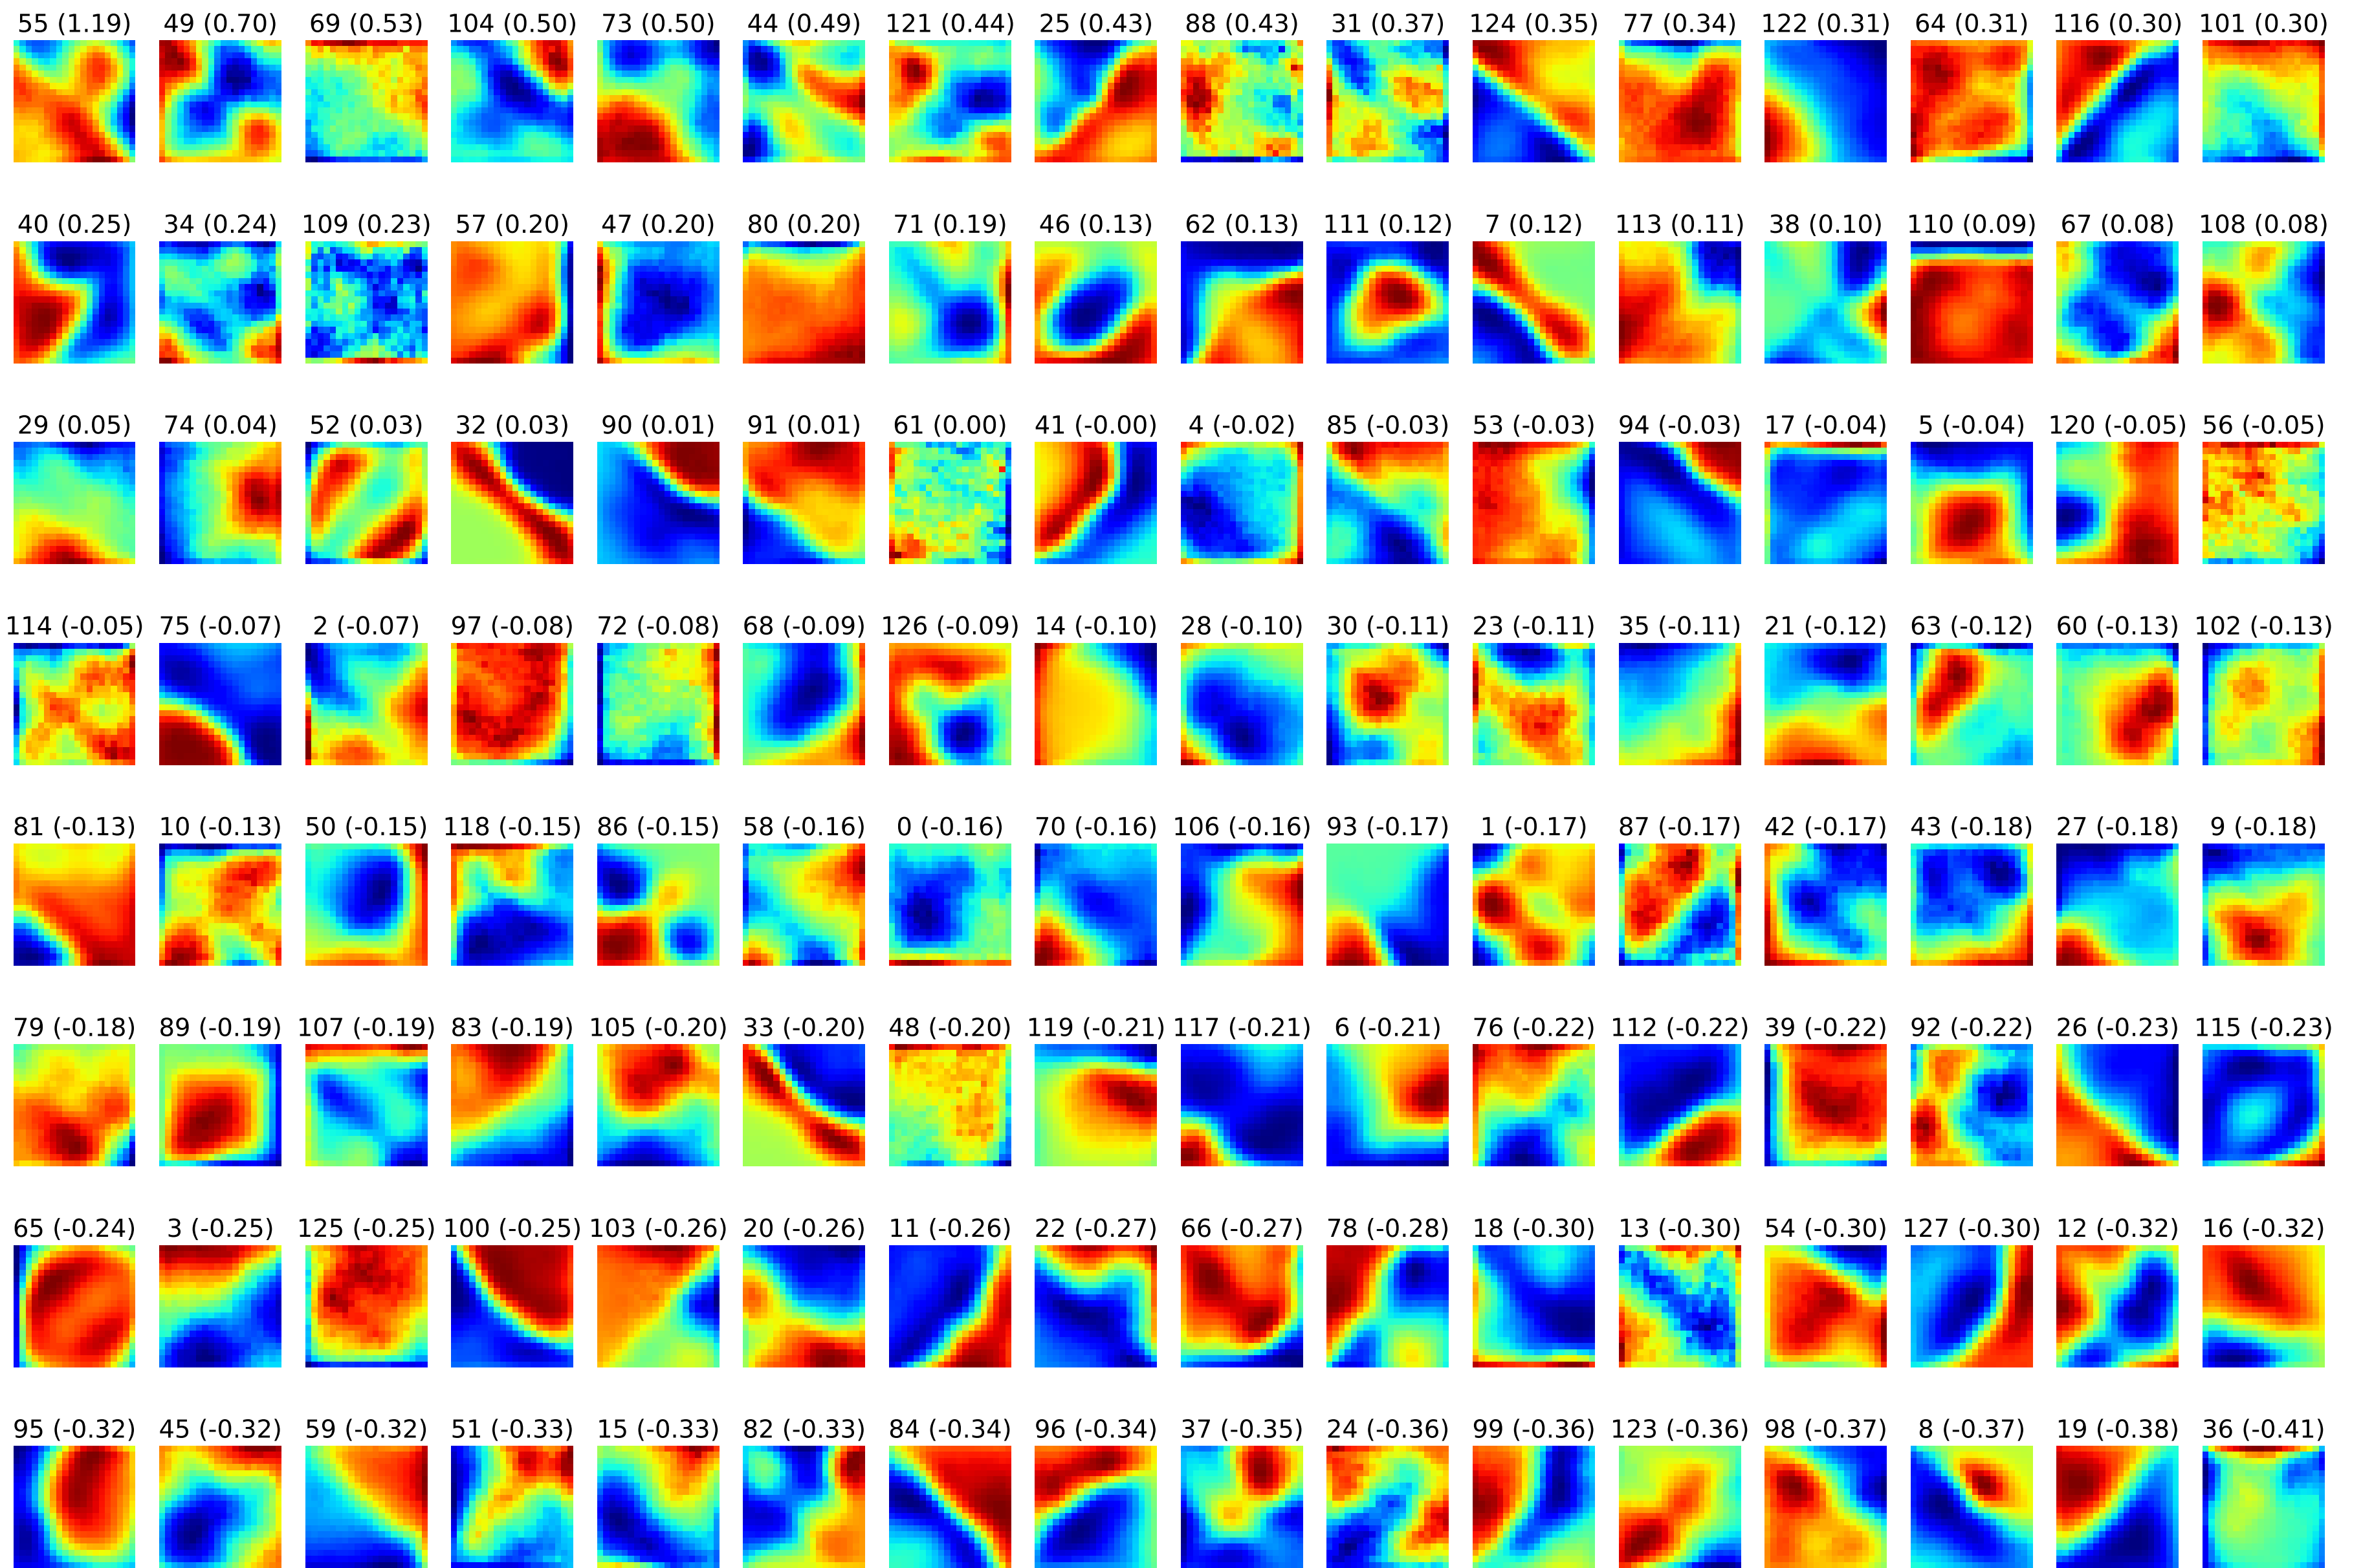 55 (1.19) 49 (0.70) 69 (0.53) 104 (0.50) 73 (0.50) 44 (0.49) 121 (0.44) 25 (0.43) 88 (0.43) 31 (0.37) 124 (0.35) 77 (0.34) 122 (0.31) 64 (0.31) 116 (0.30) 101 (0.30)
40 (0.25) 34 (0.24) 109 (0.23) 57 (0.20) 47 (0.20) 80 (0.20) 71 (0.19) 46 (0.13) 62 (0.13) 111 (0.12) 7 (0.12) 113 (0.11) 38 (0.10) 110 (0.09) 67 (0.08) 108 (0.08)
29 (0.05) 74 (0.04) 52 (0.03) 32 (0.03) 90 (0.01) 91 (0.01) 61 (0.00) 41 (-0.00) 4 (-0.02) 85 (-0.03) 53 (-0.03) 94 (-0.03) 17 (-0.04) 5 (-0.04) 120 (-0.05) 56 (-0.05)
114 (-0.05) 75 (-0.07) 2 (-0.07) 97 (-0.08) 72 (-0.08) 68 (-0.09) 126 (-0.09) 14 (-0.10) 28 (-0.10) 30 (-0.11) 23 (-0.11) 35 (-0.11) 21 (-0.12) 63 (-0.12) 60 (-0.13) 102 (-0.13)
81 (-0.13) 10 (-0.13) 50 (-0.15) 118 (-0.15) 86 (-0.15) 58 (-0.16) 0 (-0.16) 70 (-0.16) 106 (-0.16) 93 (-0.17) 1 (-0.17) 87 (-0.17) 42 (-0.17) 43 (-0.18) 27 (-0.18) 9 (-0.18)
79 (-0.18) 89 (-0.19) 107 (-0.19) 83 (-0.19) 105 (-0.20) 33 (-0.20) 48 (-0.20) 119 (-0.21) 117 (-0.21) 6 (-0.21) 76 (-0.22) 112 (-0.22) 39 (-0.22) 92 (-0.22) 26 (-0.23) 115 (-0.23)
65 (-0.24) 3 (-0.25) 125 (-0.25) 100 (-0.25) 103 (-0.26) 20 (-0.26) 11 (-0.26) 22 (-0.27) 66 (-0.27) 78 (-0.28) 18 (-0.30) 13 (-0.30) 54 (-0.30) 127 (-0.30) 12 (-0.32) 16 (-0.32)
95 (-0.32) 45 (-0.32) 59 (-0.32) 51 (-0.33) 15 (-0.33) 82 (-0.33) 84 (-0.34) 96 (-0.34) 37 (-0.35) 24 (-0.36) 99 (-0.36) 123 (-0.36) 98 (-0.37) 8 (-0.37) 19 (-0.38) 36 (-0.41)